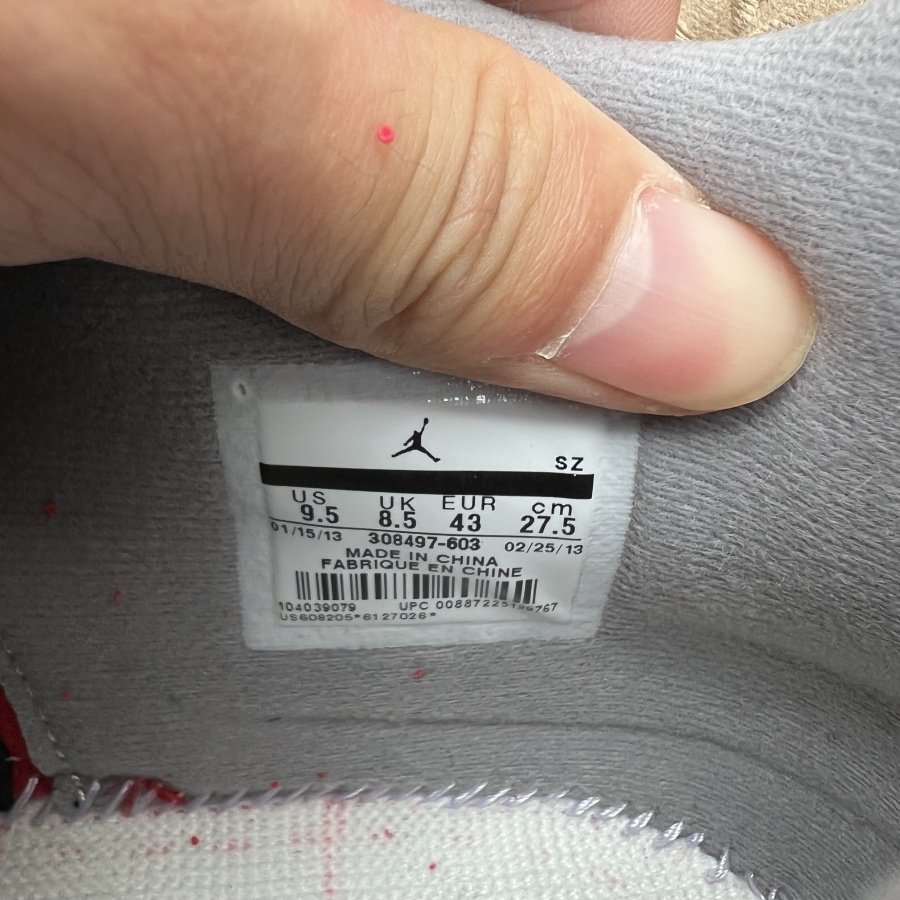 SZ
US UK EUR cm
9.5 8.5 43 27.5
01/15/13 308497-603 02/25/13
MADE IN CHINA
FABRIQUE EN CHINE
104039079 UPC
US608205*6127026*